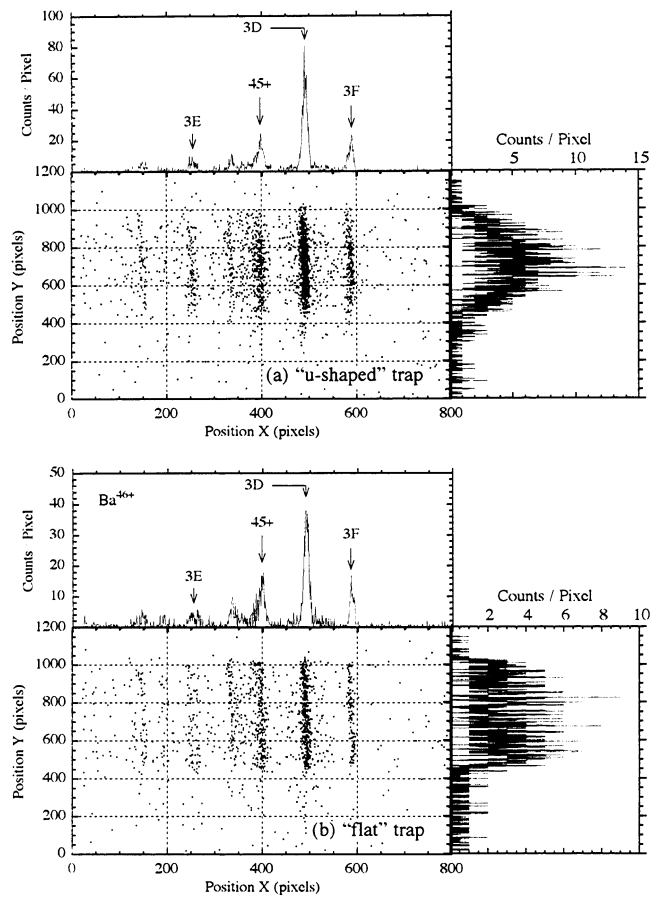 100
3D
80
Counts · Pixel
60
45+
40
3F
3E
20
Counts / Pixel
5
10
15
1200
1000
800
Position Y (pixels)
600
400
200
(a) “u-shaped” trap
0
0
200
400
600
800
Position X (pixels)
50
Ba46+
3D
40
Counts Pixel
45+
30
3F
20
3E
10
Counts / Pixel
2
4
6
8
10
1200
1000
800
Position Y (pixels)
600
400
200
(b) “flat” trap
0
0
200
400
600
800
Position X (pixels)